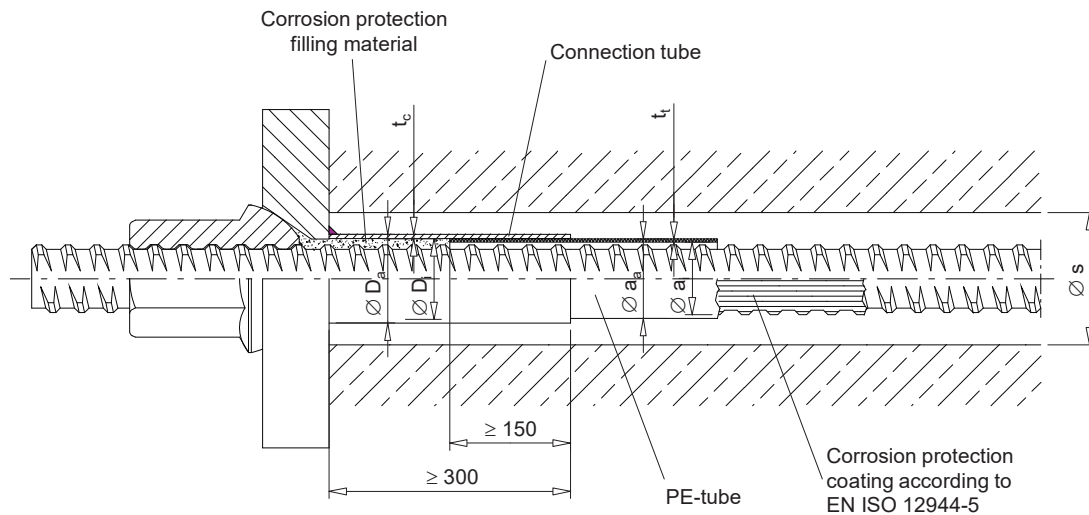 Corrosion protection
filling material
Connection tube
t_c
t_t
Ø D_a
Ø D_i
Ø a_a
Ø a_i
Ø s
≥ 150
≥ 300
PE-tube
Corrosion protection
coating according to
EN ISO 12944-5